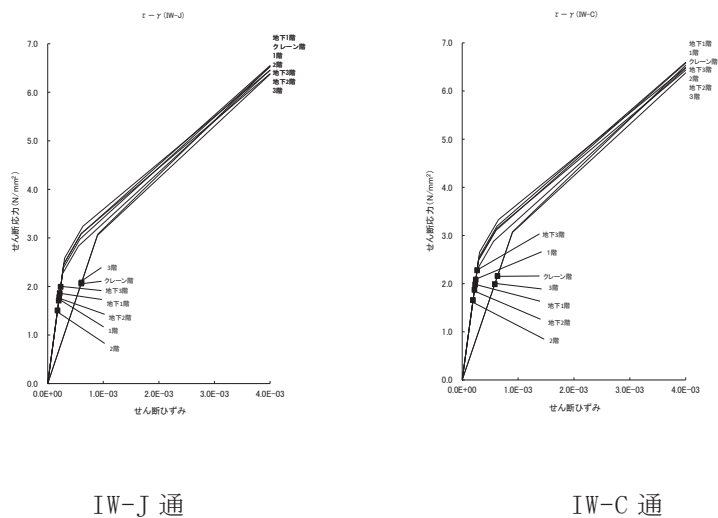 τ－γ(IW-J)
地下1階
クレーン階
1階
2階
地下3階
地下2階
3階
7.0
6.0
5.0
4.0
3.0
2.0
1.0
0.0
せん断応力(N/mm²)
3階
クレーン階
地下3階
地下1階
地下2階
1階
2階
0.0E+00
1.0E-03
2.0E-03
3.0E-03
4.0E-03
せん断ひずみ
IW-J 通
τ－γ(IW-C)
地下1階
1階
クレーン階
地下3階
2階
地下2階
3階
7.0
6.0
5.0
4.0
3.0
2.0
1.0
0.0
せん断応力(N/mm²)
地下3階
1階
クレーン階
3階
地下1階
地下2階
2階
0.0E+00
1.0E-03
2.0E-03
3.0E-03
4.0E-03
せん断ひずみ
IW-C 通